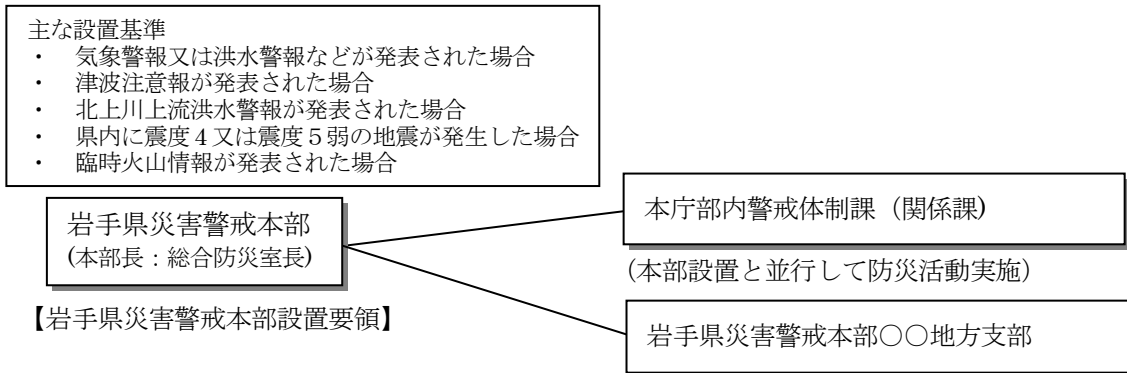 主な設置基準
・ 気象警報又は洪水警報などが発表された場合
・ 津波注意報が発表された場合
・ 北上川上流洪水警報が発表された場合
・ 県内に震度４又は震度５弱の地震が発生した場合
・ 臨時火山情報が発表された場合
岩手県災害警戒本部
(本部長：総合防災室長)
【岩手県災害警戒本部設置要領】
本庁部内警戒体制課（関係課)
(本部設置と並行して防災活動実施)
岩手県災害警戒本部〇〇地方支部